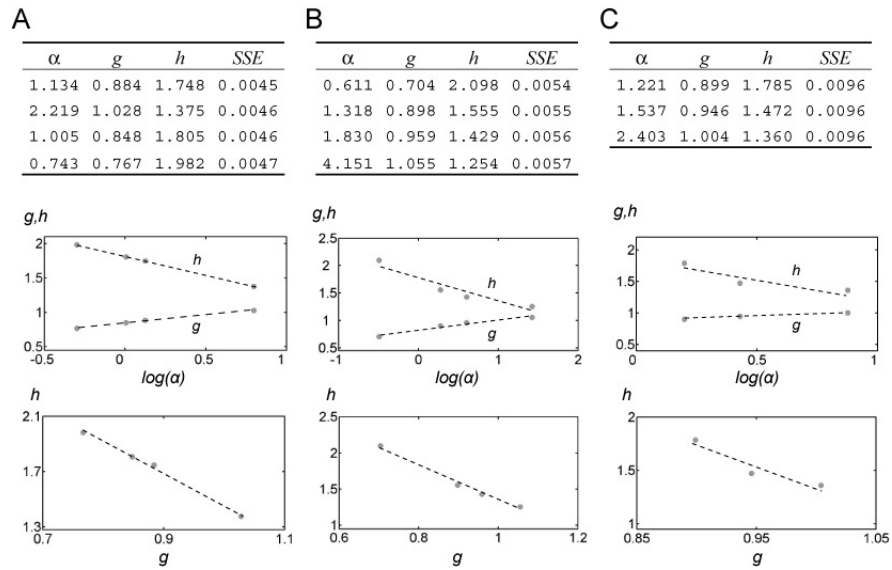 A
B
C
α g h SSE
1.134 0.884 1.748 0.0045
2.219 1.028 1.375 0.0046
1.005 0.848 1.805 0.0046
0.743 0.767 1.982 0.0047
α g h SSE
0.611 0.704 2.098 0.0054
1.318 0.898 1.555 0.0055
1.830 0.959 1.429 0.0056
4.151 1.055 1.254 0.0057
α g h SSE
1.221 0.899 1.785 0.0096
1.537 0.946 1.472 0.0096
2.403 1.004 1.360 0.0096
g,h
2
1.5
1
0.5
h
g
-0.5 0 0.5 1
log(α)
g,h
2.5
2
1.5
1
0.5
h
g
-1 0 1 2
log(α)
g,h
2
1.5
1
0.5
h
g
0 0.5 1
log(α)
h
2.1
1.7
1.3
0.7 0.9 1.1
g
h
2.5
2
1.5
1
0.6 0.8 1 1.2
g
h
2
1.5
1
0.85 0.95 1.05
g